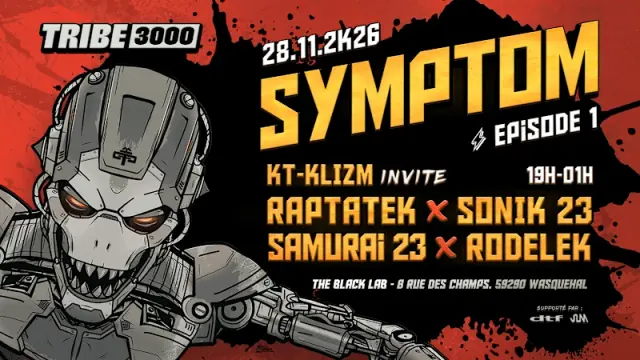 TRIBE 3000
28.11.2K26
SYMPTOM
EPiSODE 1
KT-KLIZM INVITE 19H-01H
RAPTATEK X SONIK 23
SAMURAi 23 X RODELEK
THE BLACK LAB - 8 RUE DES CHAMPS, 59290 WASQUEHAL
SUPPORTÉ PAR :
dtf